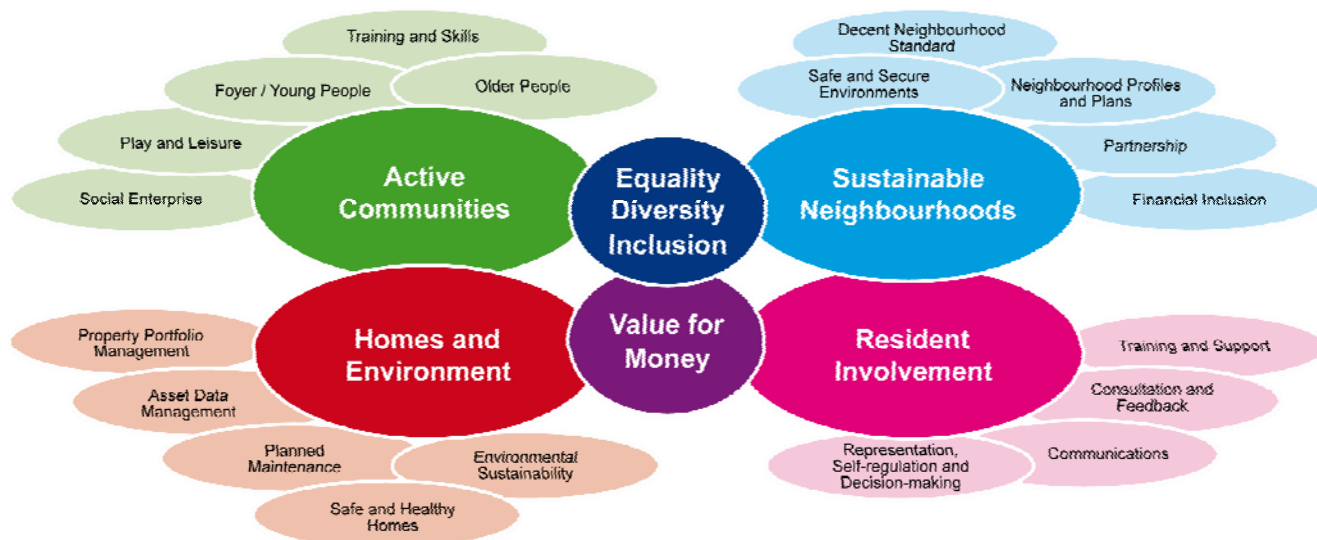 Training and Skills
Foyer / Young People
Older People
Play and Leisure
Social Enterprise
Active
Communities
Equality
Diversity
Inclusion
Decent Neighbourhood
Standard
Safe and Secure
Environments
Neighbourhood Profiles
and Plans
Partnership
Financial Inclusion
Sustainable
Neighbourhoods
Property Portfolio
Management
Asset Data
Management
Planned
Maintenance
Environmental
Sustainability
Safe and Healthy
Homes
Homes and
Environment
Value for
Money
Resident
Involvement
Training and Support
Consultation and
Feedback
Communications
Representation,
Self-regulation and
Decision-making